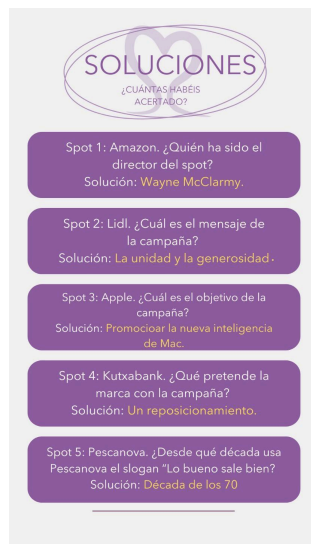 SOLUCIONES
¿CUÁNTAS HABÉIS
ACERTADO?
Spot 1: Amazon. ¿Quién ha sido el
director del spot?
Solución: Wayne McClarmy.
Spot 2: Lidl. ¿Cuál es el mensaje de
la campaña?
Solución: La unidad y la generosidad.
Spot 3: Apple. ¿Cuál es el objetivo de la
campaña?
Solución: Promocioar la nueva inteligencia
de Mac.
Spot 4: Kutxabank. ¿Qué pretende la
marca con la campaña?
Solución: Un reposicionamiento.
Spot 5: Pescanova. ¿Desde qué década usa
Pescanova el slogan “Lo bueno sale bien?
Solución: Década de los 70